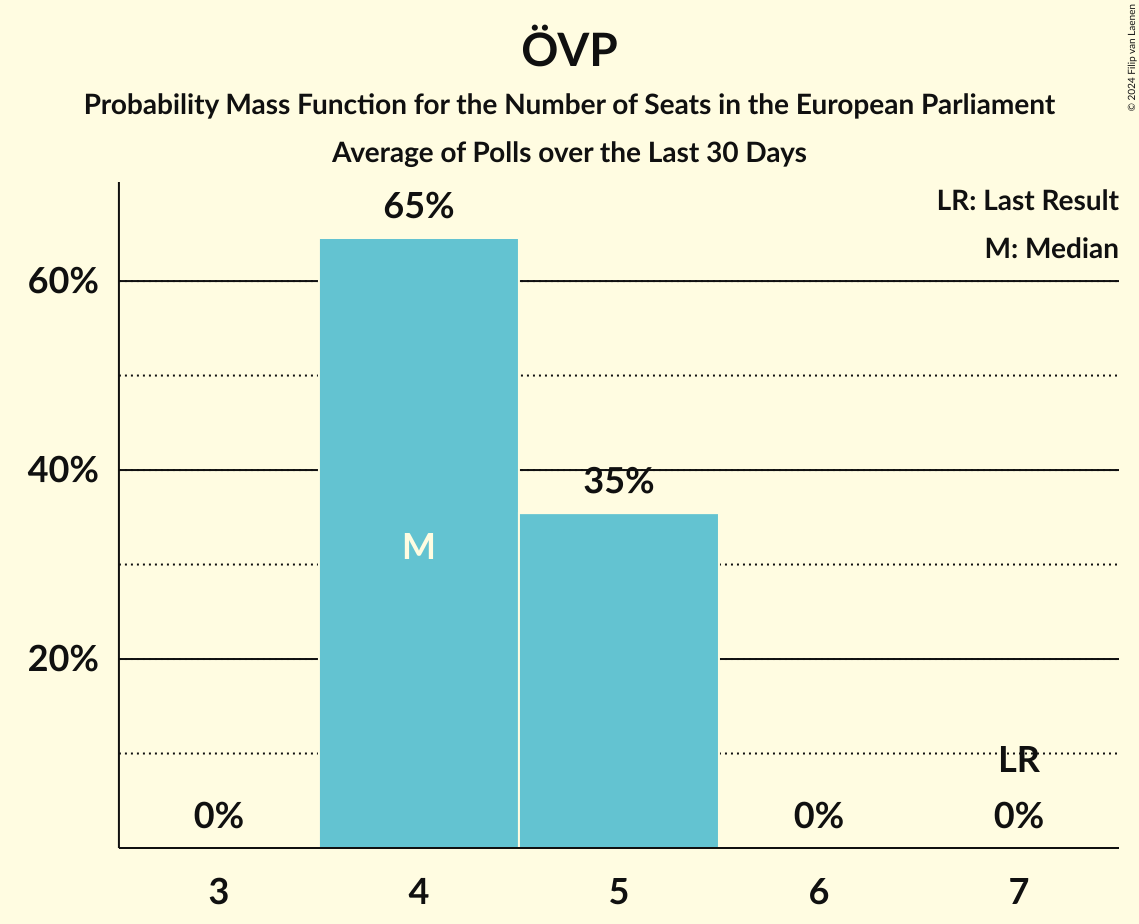 ÖVP
Probability Mass Function for the Number of Seats in the European Parliament
Average of Polls over the Last 30 Days
© 2024 Filip van Laenen
LR: Last Result
M: Median
65%
60%
40%
35%
M
20%
LR
0%
0%
0%
3
4
5
6
7